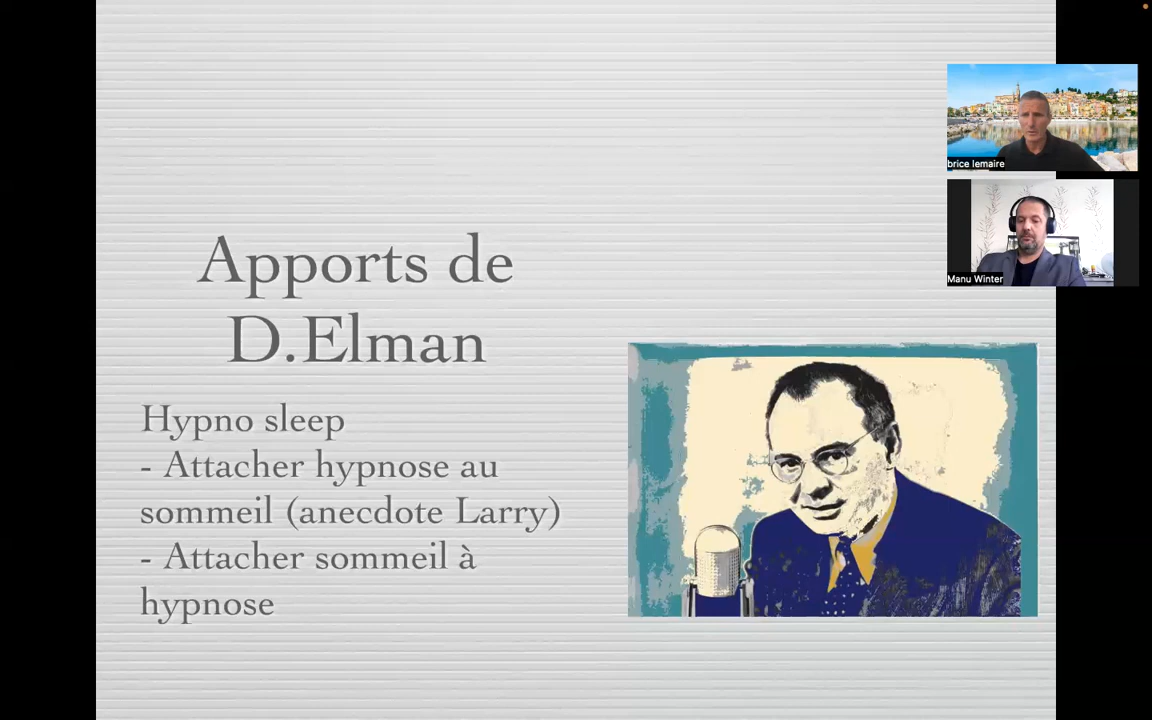 Apports de
D.Elman
Hypno sleep
- Attacher hypnose au
sommeil (anecdote Larry)
- Attacher sommeil à
hypnose
brice lemaire
Manu Winter